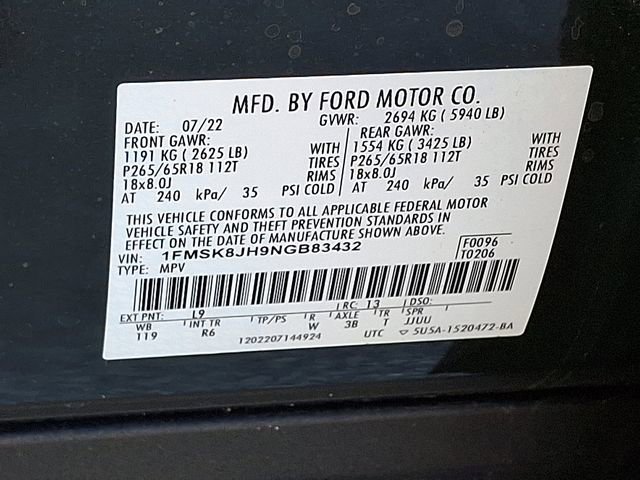 MFD. BY FORD MOTOR CO.
DATE: 07/22 GVWR: 2694 KG ( 5940 LB)
FRONT GAWR: REAR GAWR:
1191 KG ( 2625 LB) WITH 1554 KG ( 3425 LB) WITH
P265/65R18 112T TIRES P265/65R18 112T TIRES
18x8.0J RIMS 18x8.0J RIMS
AT 240 kPa/ 35 PSI COLD AT 240 kPa/ 35 PSI COLD
THIS VEHICLE CONFORMS TO ALL APPLICABLE FEDERAL MOTOR
VEHICLE SAFETY AND THEFT PREVENTION STANDARDS IN
EFFECT ON THE DATE OF MANUFACTURE SHOWN ABOVE.
VIN: 1FMSK8JH9NGB83432 F0096
TYPE: MPV T0206
EXT PNT: L9 RC: 13 DSO:
WB INT TR TP/PS R AXLE TR SPR
119 R6 W 3B T JJUU
1202207144924 UTC ▽ 5U5A-1520472-BA